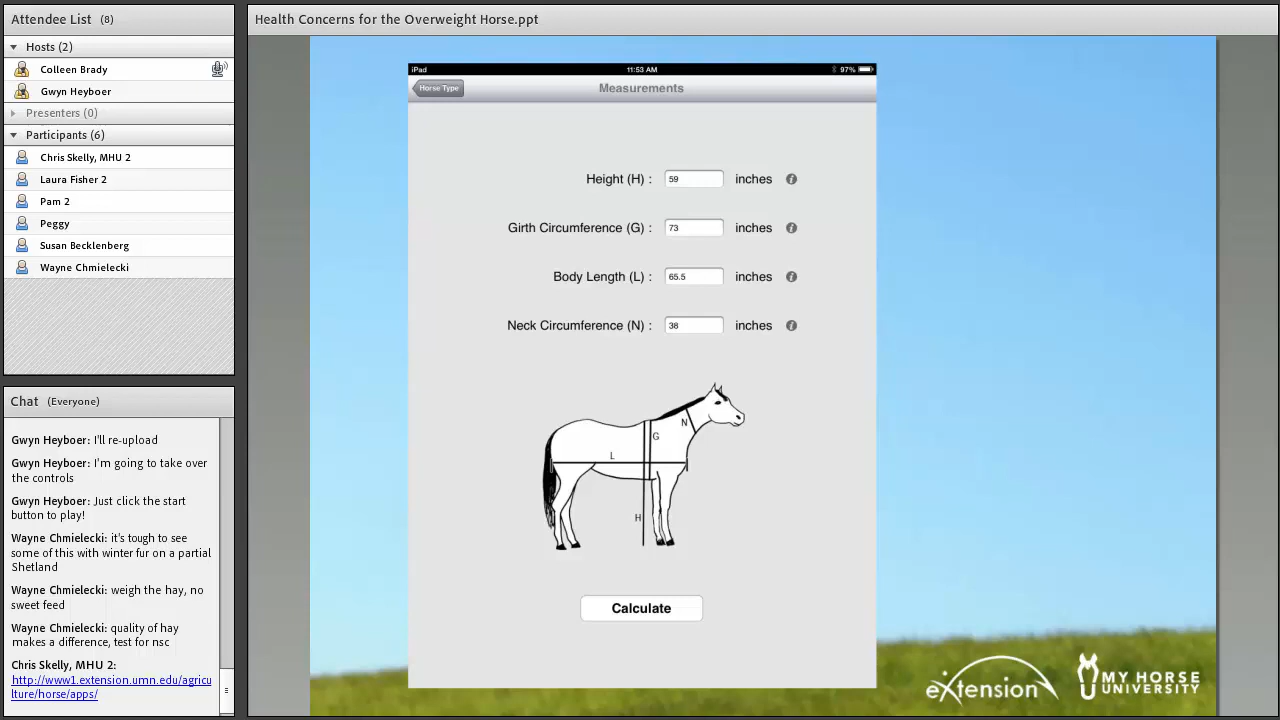 Attendee List (8)
Hosts (2)
Colleen Brady
Gwyn Heyboer
Presenters (0)
Participants (6)
Chris Skelly, MHU 2
Laura Fisher 2
Pam 2
Peggy
Susan Becklenberg
Wayne Chmielecki
Chat (Everyone)
Gwyn Heyboer: I'll re-upload
Gwyn Heyboer: I'm going to take over
the controls
Gwyn Heyboer: Just click the start
button to play!
Wayne Chmielecki: it's tough to see
some of this with winter fur on a partial
Shetland
Wayne Chmielecki: weigh the hay, no
sweet feed
Wayne Chmielecki: quality of hay
makes a difference, test for nsc
Chris Skelly, MHU 2:
http://www1.extension.umn.edu/agricu
lture/horse/apps/
Health Concerns for the Overweight Horse.ppt
iPad 11:53 AM 97%
Horse Type Measurements
Height (H) : 59 inches
Girth Circumference (G) : 73 inches
Body Length (L) : 65.5 inches
Neck Circumference (N) : 38 inches
N
G
L
H
Calculate
eXtension
MY HORSE
UNIVERSITY